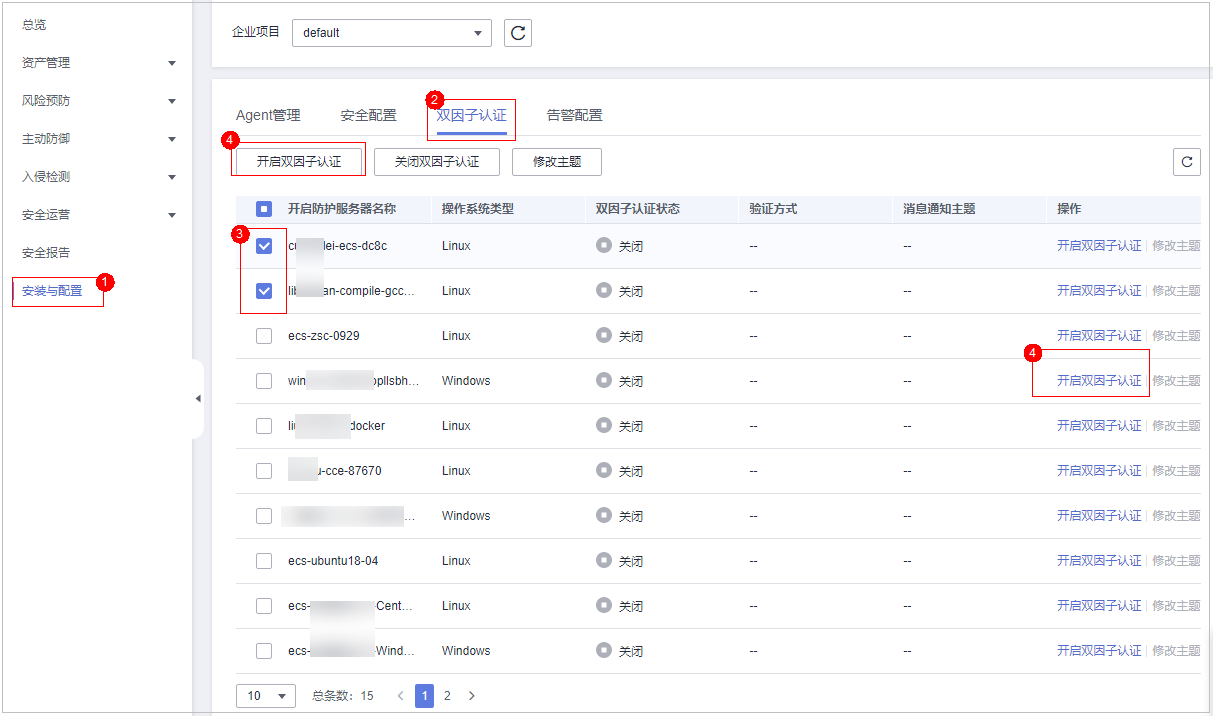 总览
资产管理
风险预防
主动防御
入侵检测
安全运营
安全报告
安装与配置
1
企业项目 default
Agent管理 安全配置 双因子认证 告警配置
2
4
开启双因子认证 关闭双因子认证 修改主题
开启防护服务器名称 操作系统类型 双因子认证状态 验证方式 消息通知主题 操作
3
lei-ecs-dc8c Linux 关闭 -- -- 开启双因子认证 修改主题
an-compile-gcc... Linux 关闭 -- -- 开启双因子认证 修改主题
ecs-zsc-0929 Linux 关闭 -- -- 开启双因子认证 修改主题
4
win opllsbh... Windows 关闭 -- -- 开启双因子认证 修改主题
docker Linux 关闭 -- -- 开启双因子认证 修改主题
-cce-87670 Linux 关闭 -- -- 开启双因子认证 修改主题
... Windows 关闭 -- -- 开启双因子认证 修改主题
ecs-ubuntu18-04 Linux 关闭 -- -- 开启双因子认证 修改主题
ecs- -Cent... Linux 关闭 -- -- 开启双因子认证 修改主题
ecs- -Wind... Windows 关闭 -- -- 开启双因子认证 修改主题
10 总条数: 15 < 1 2 >